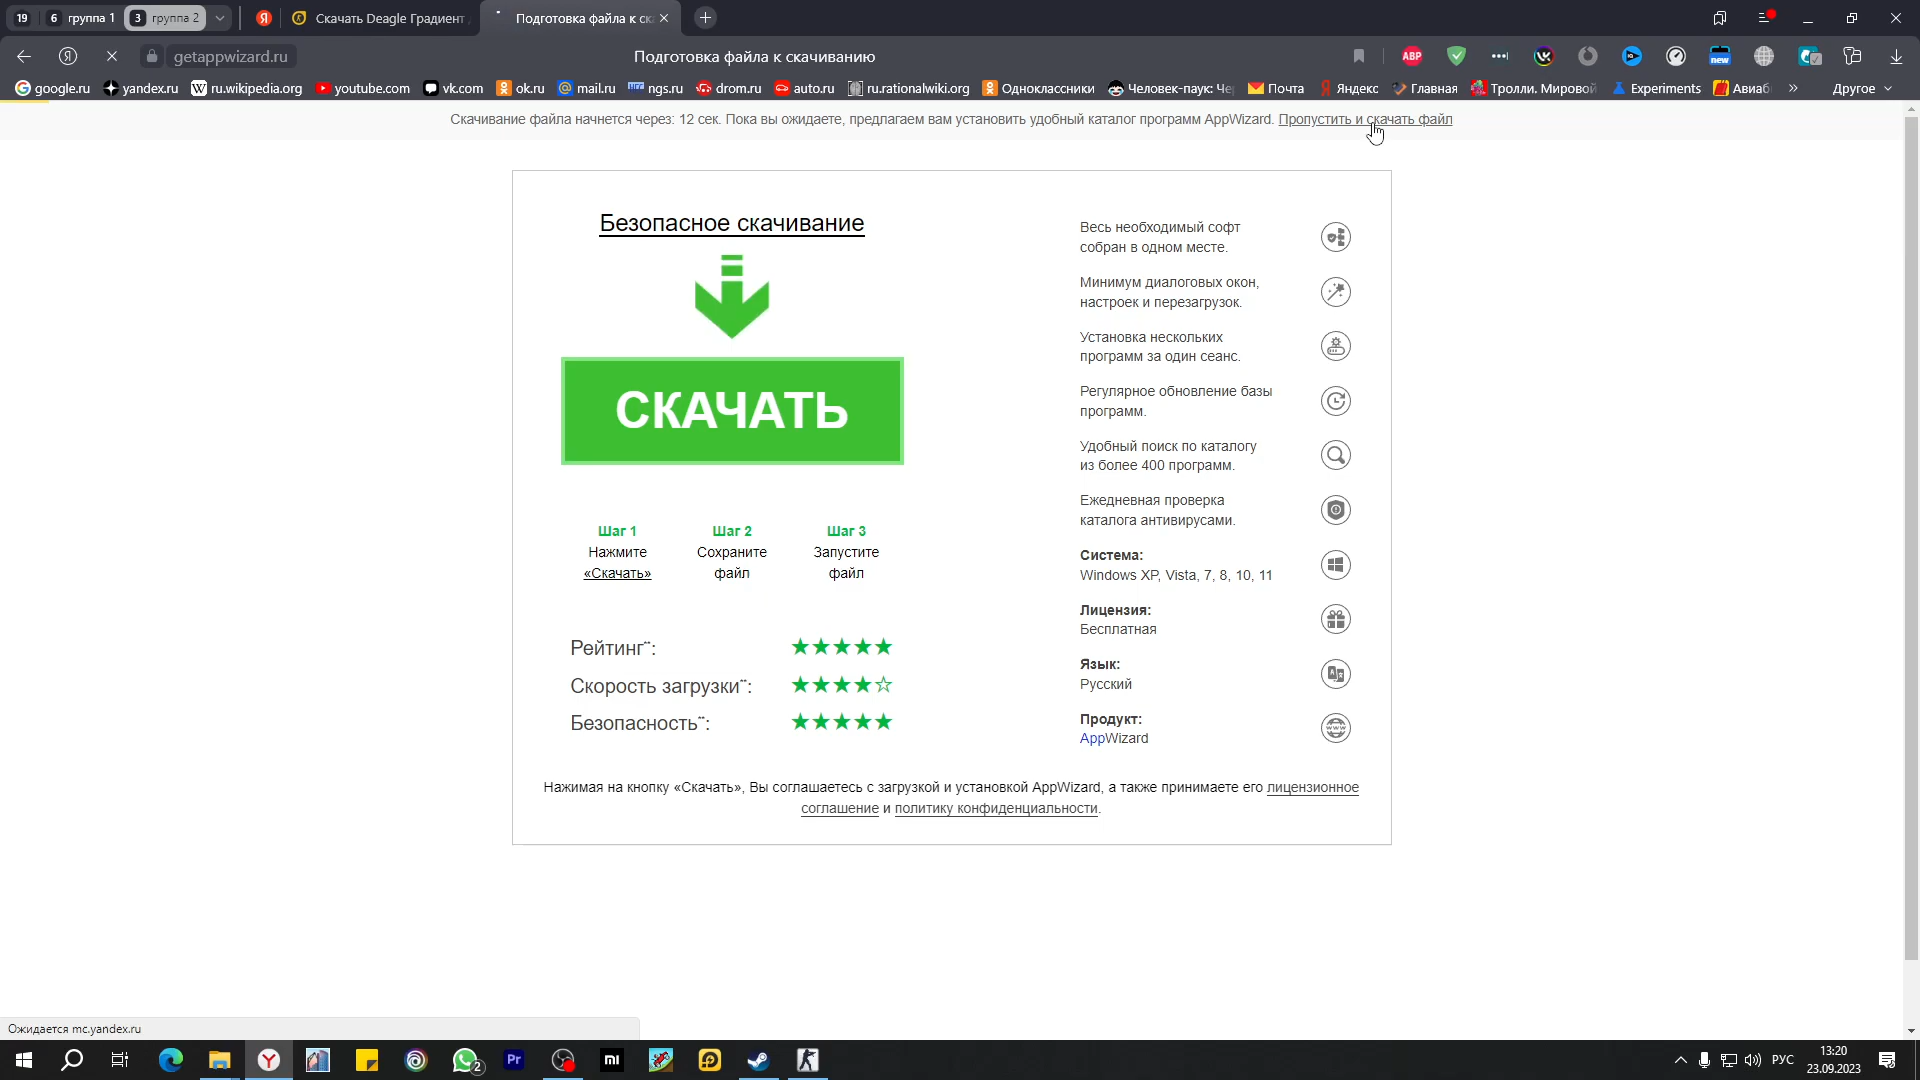 19
6 группа 1
3 группа 2
Скачать Deagle Градиент
Подготовка файла к ска
getappwizard.ru
Подготовка файла к скачиванию
ABP
new
google.ru
yandex.ru
ru.wikipedia.org
youtube.com
vk.com
ok.ru
mail.ru
ngs.ru
drom.ru
auto.ru
ru.rationalwiki.org
Одноклассники
Человек-паук: Че
Почта
Яндекс
Главная
Тролли. Мировой
Experiments
Авиаб
»
Другое
Скачивание файла начнется через: 12 сек. Пока вы ожидаете, предлагаем вам установить удобный каталог программ AppWizard. Пропустить и скачать файл
Безопасное скачивание
СКАЧАТЬ
Шаг 1
Нажмите
«Скачать»
Шаг 2
Сохраните
файл
Шаг 3
Запустите
файл
Рейтинг**:
Скорость загрузки**:
Безопасность**:
Весь необходимый софт
собран в одном месте.
Минимум диалоговых окон,
настроек и перезагрузок.
Установка нескольких
программ за один сеанс.
Регулярное обновление базы
программ.
Удобный поиск по каталогу
из более 400 программ.
Ежедневная проверка
каталога антивирусами.
Система:
Windows XP, Vista, 7, 8, 10, 11
Лицензия:
Бесплатная
Язык:
Русский
Продукт:
AppWizard
Нажимая на кнопку «Скачать», Вы соглашаетесь с загрузкой и установкой AppWizard, а также принимаете его лицензионное
соглашение и политику конфиденциальности.
Ожидается mc.yandex.ru
2
Pr
mi
РУС
13:20
23.09.2023